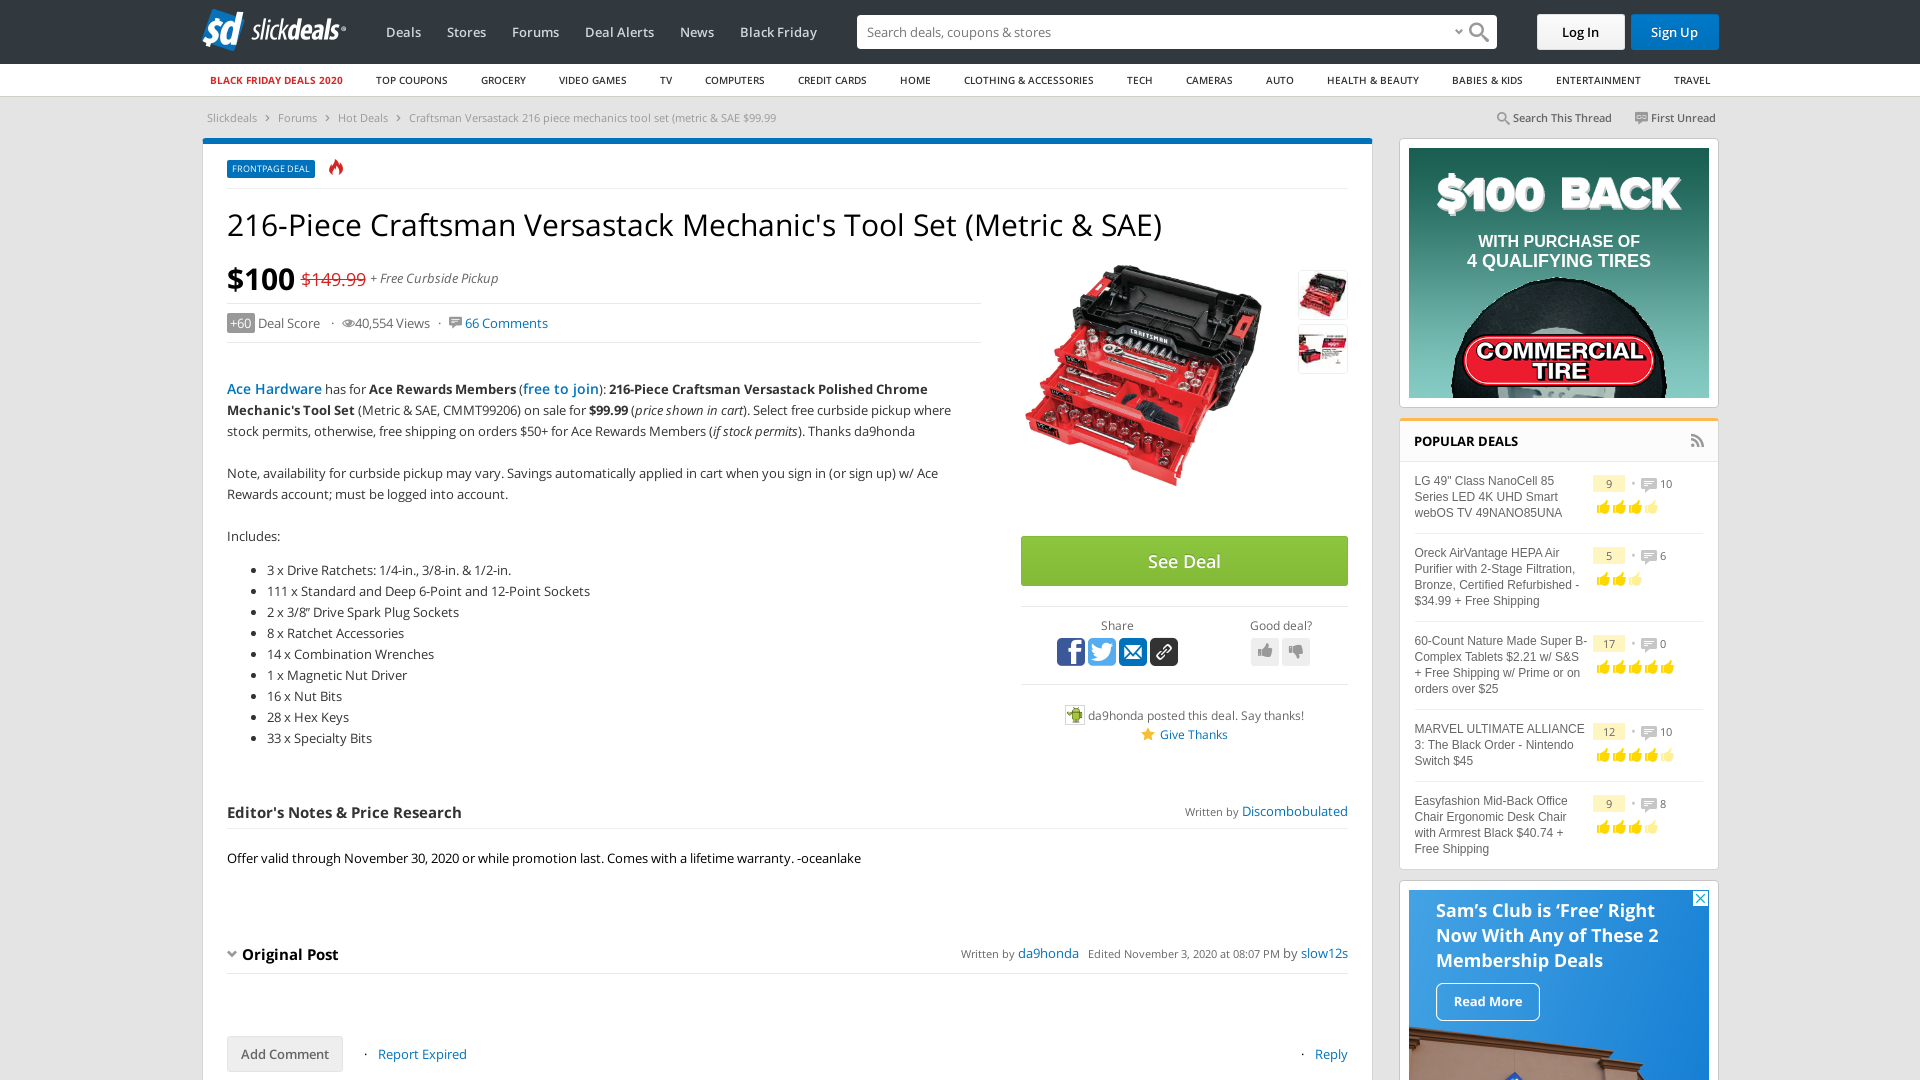 slickdeals
Deals
Stores
Forums
Deal Alerts
News
Black Friday
Search deals, coupons & stores
Log In
Sign Up
BLACK FRIDAY DEALS 2020
TOP COUPONS
GROCERY
VIDEO GAMES
TV
COMPUTERS
CREDIT CARDS
HOME
CLOTHING & ACCESSORIES
TECH
CAMERAS
AUTO
HEALTH & BEAUTY
BABIES & KIDS
ENTERTAINMENT
TRAVEL
Slickdeals › Forums › Hot Deals › Craftsman Versastack 216 piece mechanics tool set (metric & SAE $99.99
Search This Thread
First Unread
FRONTPAGE DEAL
216-Piece Craftsman Versastack Mechanic's Tool Set (Metric & SAE)
$100 $149.99 + Free Curbside Pickup
+60 Deal Score · 40,554 Views · 66 Comments
Ace Hardware has for Ace Rewards Members (free to join): 216-Piece Craftsman Versastack Polished Chrome
Mechanic's Tool Set (Metric & SAE, CMMT99206) on sale for $99.99 (price shown in cart). Select free curbside pickup where
stock permits, otherwise, free shipping on orders $50+ for Ace Rewards Members (if stock permits). Thanks da9honda
Note, availability for curbside pickup may vary. Savings automatically applied in cart when you sign in (or sign up) w/ Ace
Rewards account; must be logged into account.
Includes:
• 3 x Drive Ratchets: 1/4-in., 3/8-in. & 1/2-in.
• 111 x Standard and Deep 6-Point and 12-Point Sockets
• 2 x 3/8” Drive Spark Plug Sockets
• 8 x Ratchet Accessories
• 14 x Combination Wrenches
• 1 x Magnetic Nut Driver
• 16 x Nut Bits
• 28 x Hex Keys
• 33 x Specialty Bits
CRAFTSMAN
See Deal
Share
Good deal?
da9honda posted this deal. Say thanks!
Give Thanks
Editor's Notes & Price Research
Written by Discombobulated
Offer valid through November 30, 2020 or while promotion last. Comes with a lifetime warranty. -oceanlake
Original Post
Written by da9honda Edited November 3, 2020 at 08:07 PM by slow12s
Add Comment
· Report Expired
· Reply
$100 BACK
WITH PURCHASE OF
4 QUALIFYING TIRES
COMMERCIAL
TIRE
POPULAR DEALS
LG 49" Class NanoCell 85
Series LED 4K UHD Smart
webOS TV 49NANO85UNA
9 • 10
Oreck AirVantage HEPA Air
Purifier with 2-Stage Filtration,
Bronze, Certified Refurbished -
$34.99 + Free Shipping
5 • 6
60-Count Nature Made Super B-
Complex Tablets $2.21 w/ S&S
+ Free Shipping w/ Prime or on
orders over $25
17 • 0
MARVEL ULTIMATE ALLIANCE
3: The Black Order - Nintendo
Switch $45
12 • 10
Easyfashion Mid-Back Office
Chair Ergonomic Desk Chair
with Armrest Black $40.74 +
Free Shipping
9 • 8
Sam’s Club is ‘Free’ Right
Now With Any of These 2
Membership Deals
Read More